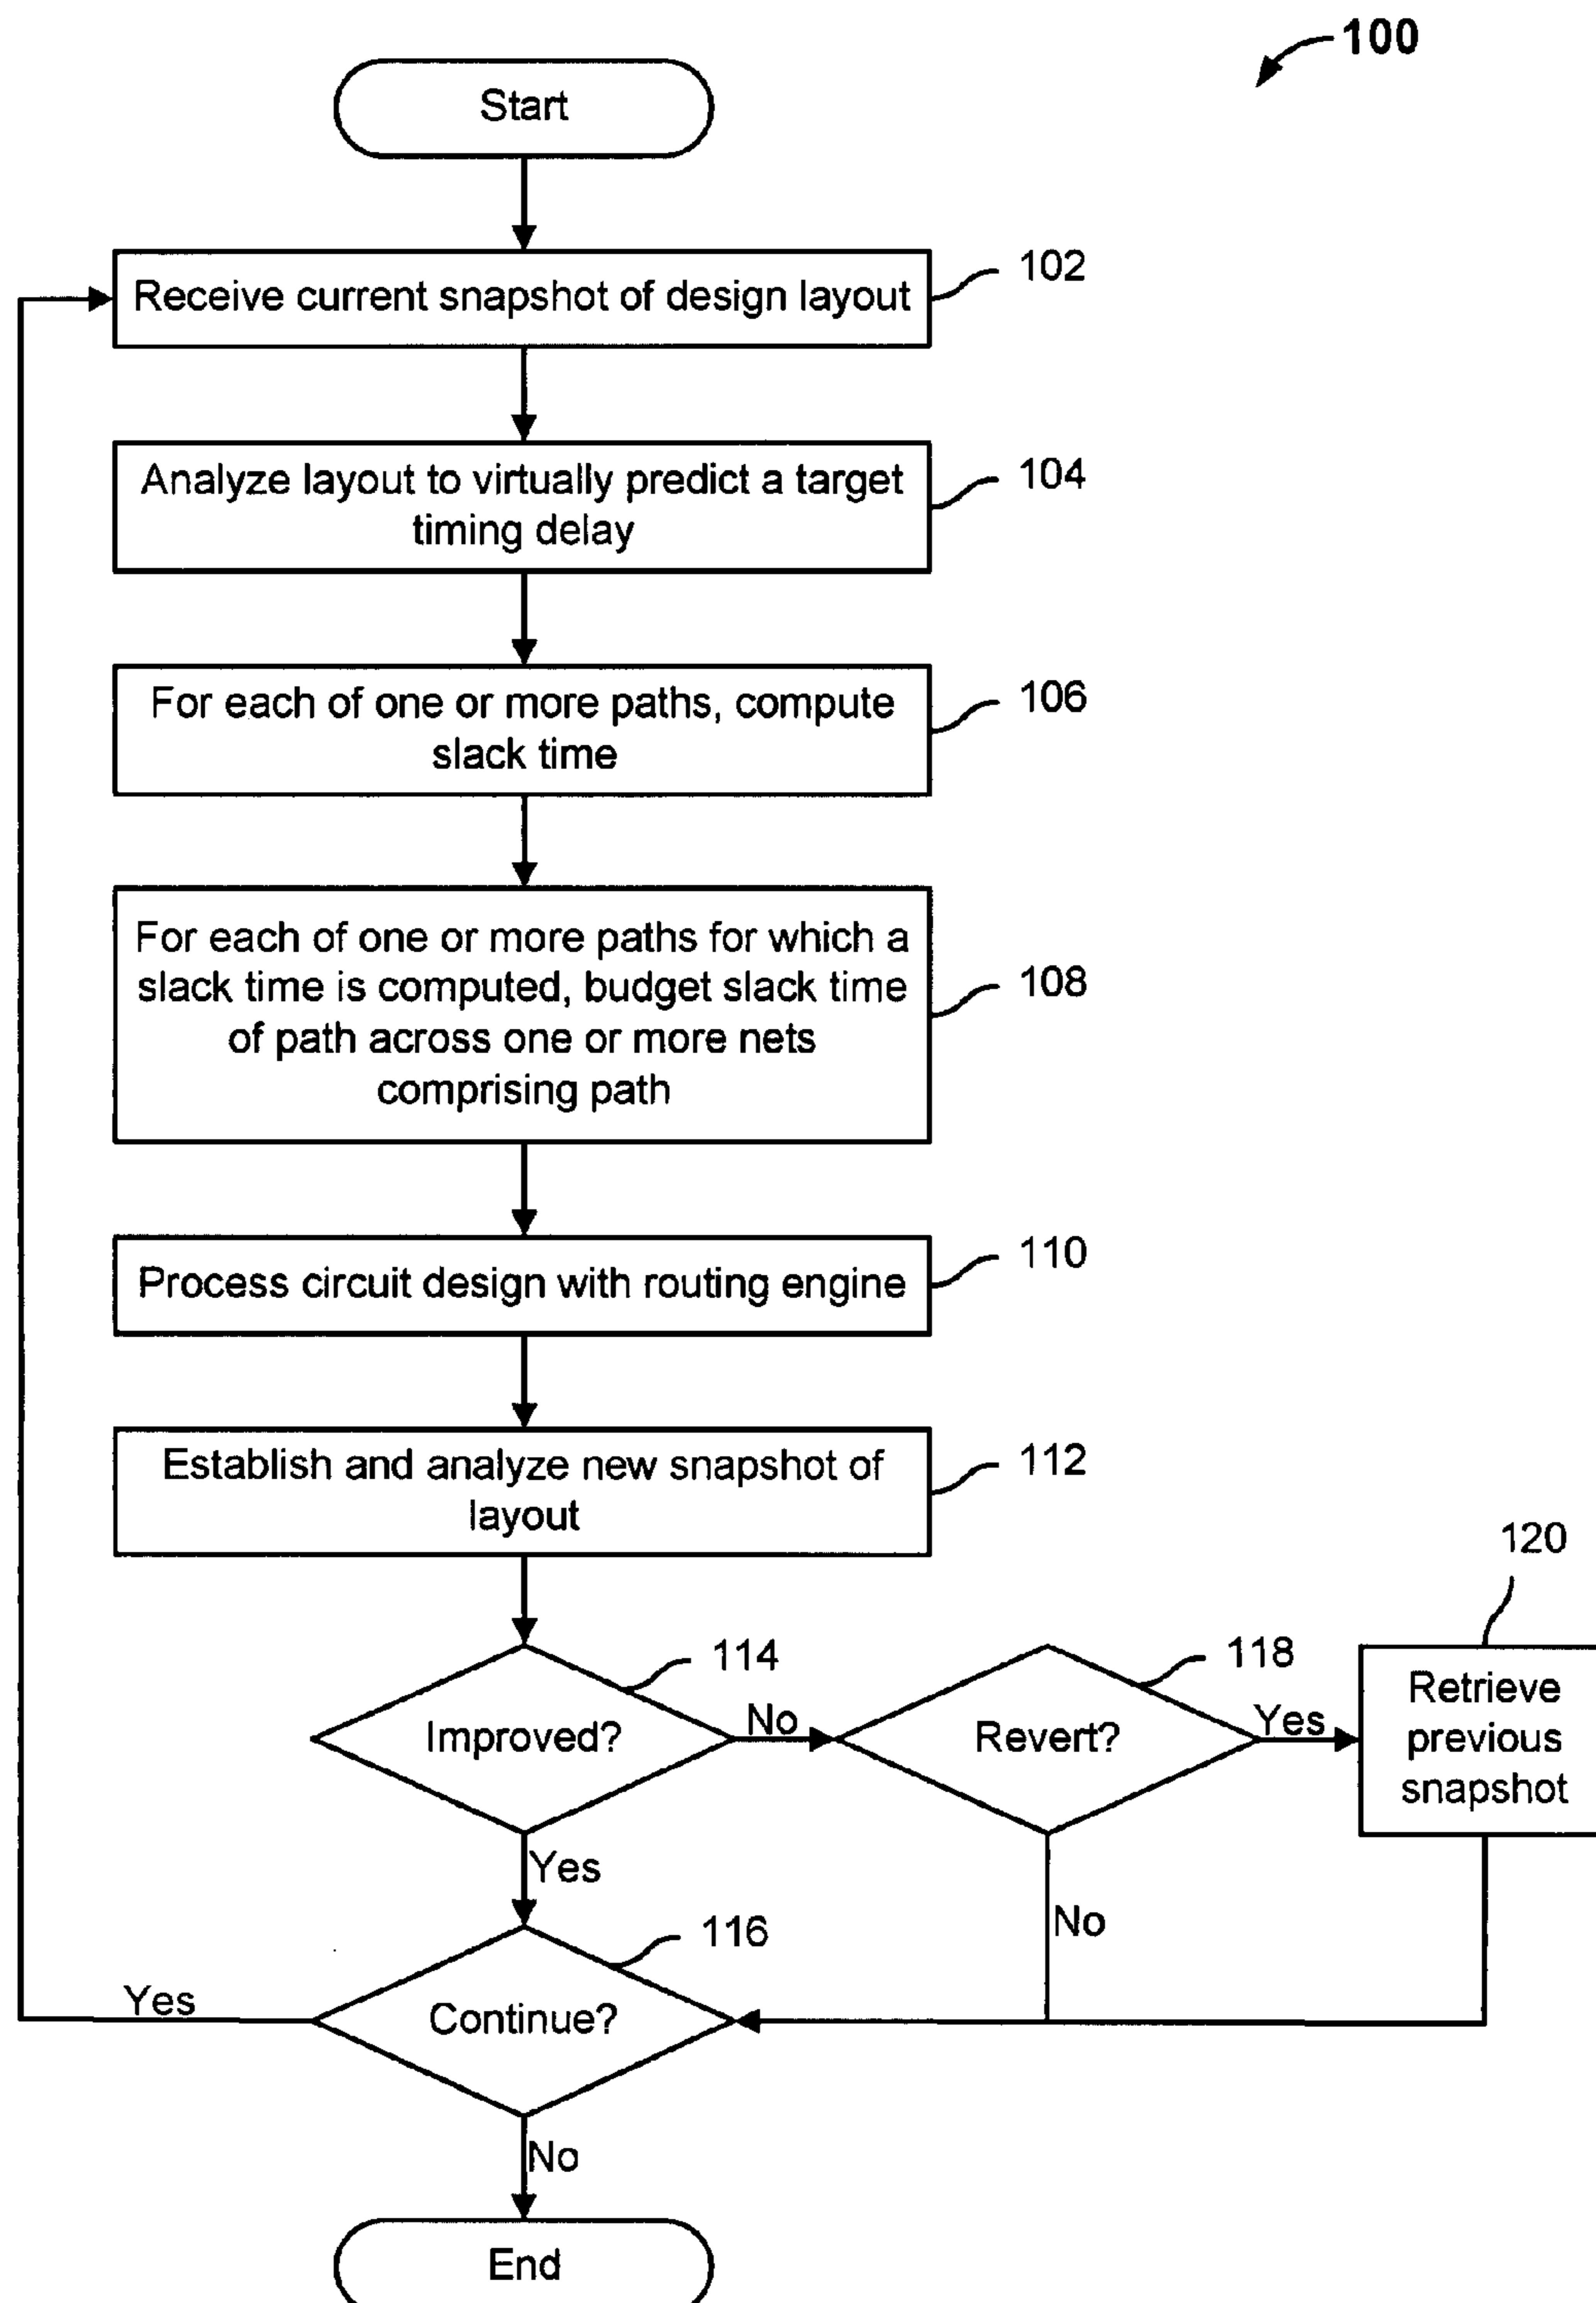 100
Start
Receive current snapshot of design layout
102
Analyze layout to virtually predict a target
timing delay
104
For each of one or more paths, compute
slack time
106
For each of one or more paths for which a
slack time is computed, budget slack time
of path across one or more nets
comprising path
108
Process circuit design with routing engine
110
Establish and analyze new snapshot of
layout
112
Improved?
114
No
Revert?
118
Yes
Retrieve
previous
snapshot
120
Yes
No
Continue?
116
Yes
No
End